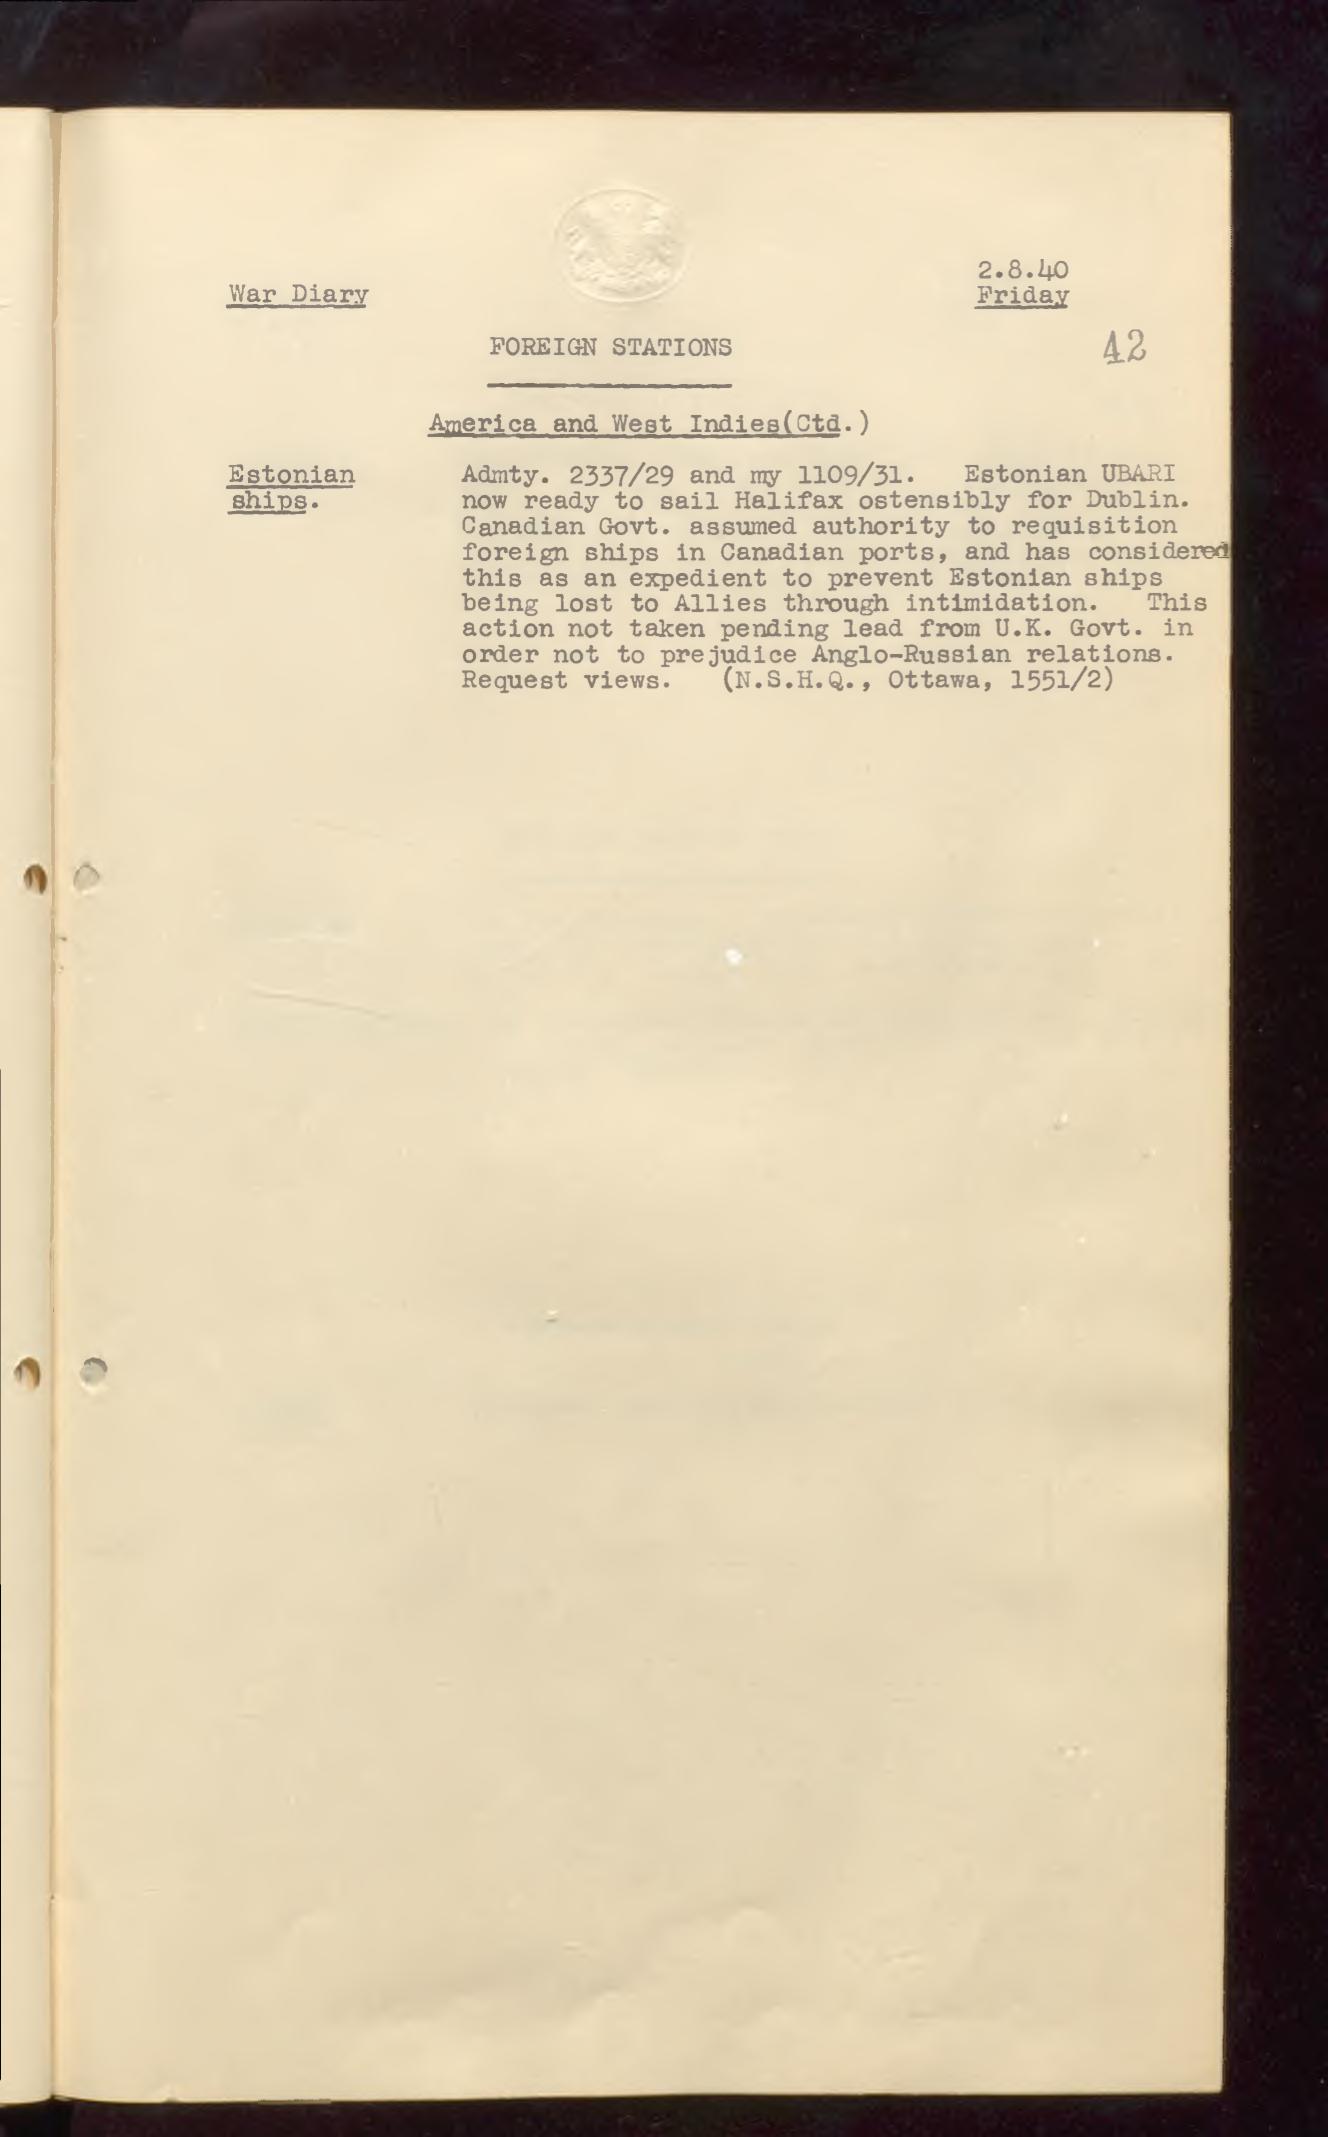 2.8.40
War Diary Friday
FOREIGN STATIONS 42
America and West Indies(Ctd.)
Estonian Admty. 2337/29 and my 1109/31. Estonian UBARI
ships. now ready to sail Halifax ostensibly for Dublin.
Canadian Govt. assumed authority to requisition
foreign ships in Canadian ports, and has considered
this as an expedient to prevent Estonian ships
being lost to Allies through intimidation. This
action not taken pending lead from U.K. Govt. in
order not to prejudice Anglo-Russian relations.
Request views. (N.S.H.Q., Ottawa, 1551/2)